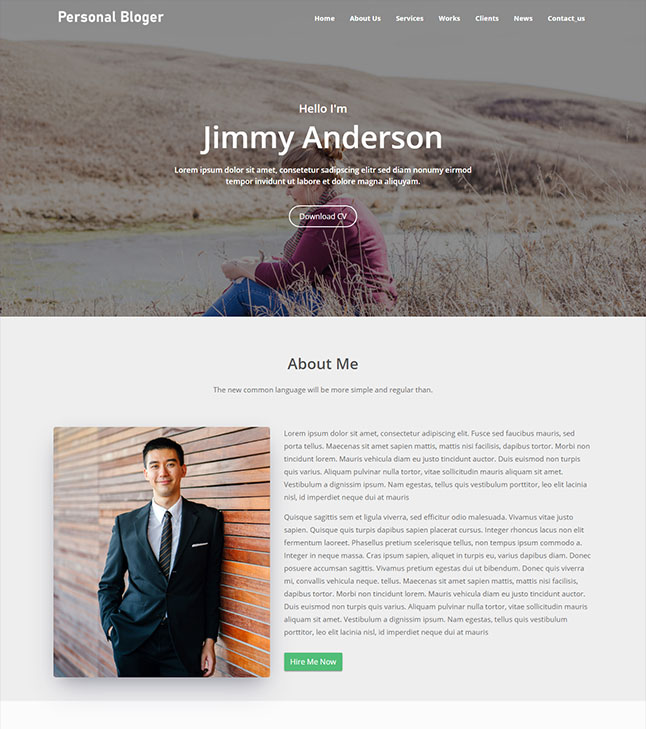 Personal Bloger
Home About Us Services Works Clients News Contact_us
Hello I'm
Jimmy Anderson
Lorem ipsum dolor sit amet, consetetur sadipscing elitr sed diam nonumy eirmod
tempor invidunt ut labore et dolore magna aliquyam.
Download CV
About Me
The new common language will be more simple and regular than.
Lorem ipsum dolor sit amet, consectetur adipiscing elit. Fusce sed faucibus mauris, sed
porta tellus. Maecenas sit amet sapien mattis, mattis nisi facilisis, dapibus tortor. Morbi non
tincidunt lorem. Mauris vehicula diam eu justo tincidunt auctor. Duis euismod non turpis
quis varius. Aliquam pulvinar nulla tortor, vitae sollicitudin mauris aliquam sit amet.
Vestibulum a dignissim ipsum. Nam egestas, tellus quis vestibulum porttitor, leo elit lacinia
nisl, id imperdiet neque dui at mauris
Quisque sagittis sem et ligula viverra, sed efficitur odio malesuada. Vivamus vitae justo
sapien. Quisque quis turpis dapibus sapien placerat cursus. Integer rhoncus lacus non elit
fermentum laoreet. Phasellus pretium scelerisque tellus, non tempus ipsum commodo a.
Integer in neque massa. Cras ipsum sapien, aliquet in turpis eu, varius dapibus diam. Donec
posuere accumsan sagittis. Vivamus pretium egestas dui ut bibendum. Donec quis viverra
mi, convallis vehicula neque. tellus. Maecenas sit amet sapien mattis, mattis nisi facilisis,
dapibus tortor. Morbi non tincidunt lorem. Mauris vehicula diam eu justo tincidunt auctor.
Duis euismod non turpis quis varius. Aliquam pulvinar nulla tortor, vitae sollicitudin mauris
aliquam sit amet. Vestibulum a dignissim ipsum. Nam egestas, tellus quis vestibulum
porttitor, leo elit lacinia nisl, id imperdiet neque dui at mauris
Hire Me Now